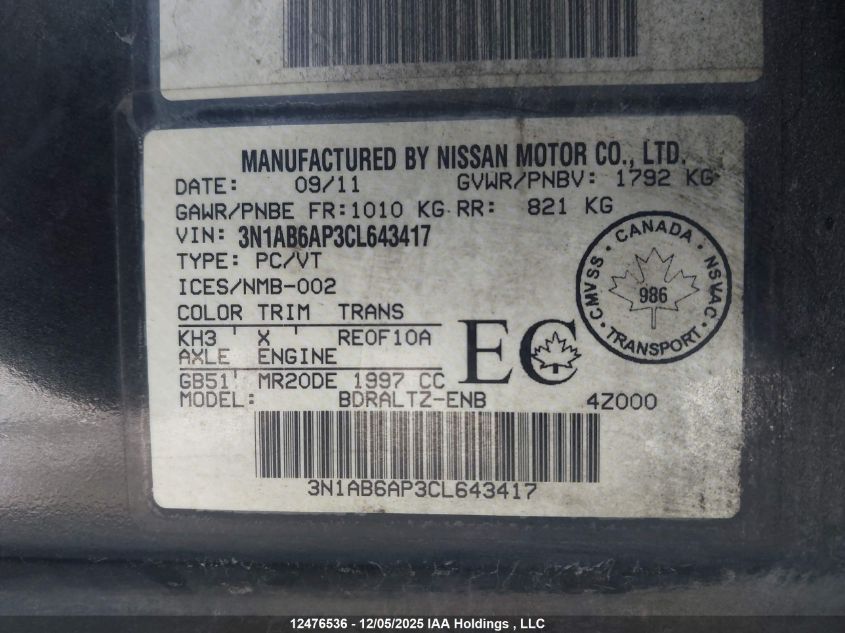 MANUFACTURED BY NISSAN MOTOR CO., LTD.
DATE: 09/11 GVWR/PNBV: 1792 KG
GAWR/PNBE FR:1010 KG RR: 821 KG
VIN: 3N1AB6AP3CL643417
TYPE: PC/VT
ICES/NMB-002
COLOR TRIM TRANS
KH3 ' X ' RE0F10A
AXLE ENGINE
GB51' MR20DE 1997 CC
MODEL: BDRALTZ-ENB 4Z000
EC
CANADA
CMVSS · NSVAC
986
TRANSPORT
3N1AB6AP3CL643417
12476536 - 12/05/2025 IAA Holdings , LLC